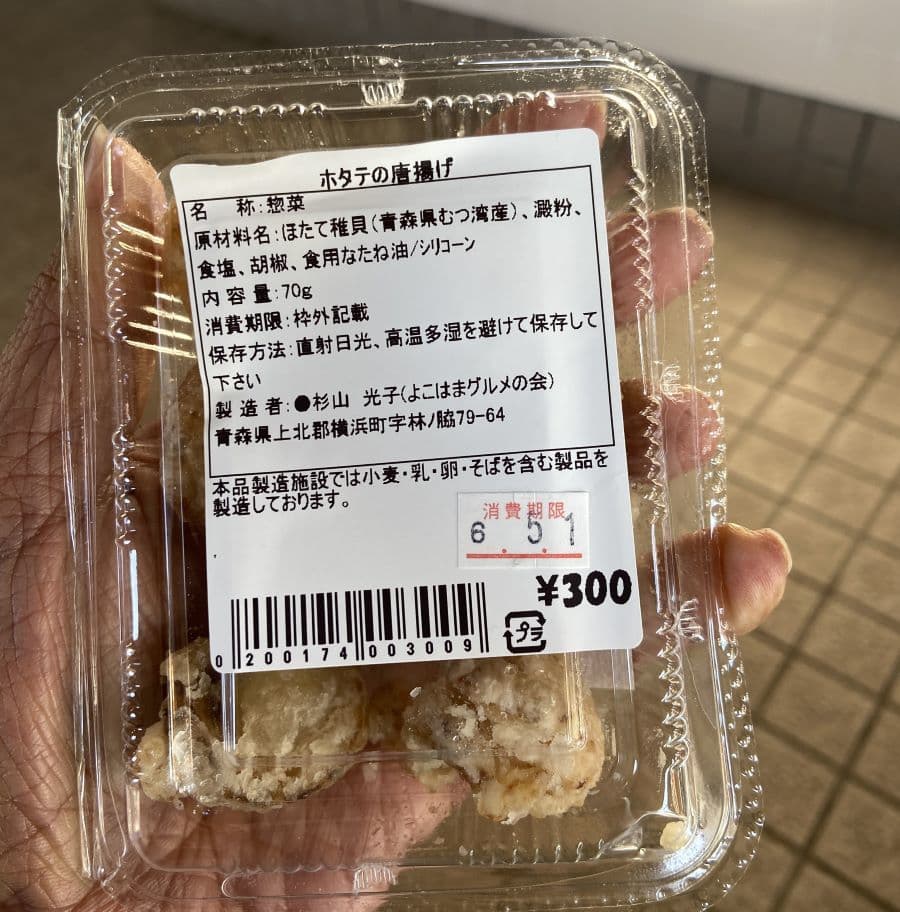 ホタテの唐揚げ
名 称:惣菜
原材料名:ほたて稚貝(青森県むつ湾産)、澱粉、
食塩、胡椒、食用なたね油/シリコーン
内容量:70g
消費期限:枠外記載
保存方法:直射日光、高温多湿を避けて保存して
下さい
製造者:●杉山 光子(よこはまグルメの会)
青森県上北郡横浜町字林ノ脇79-64
本品製造施設では小麦・乳・卵・そばを含む製品を
製造しております。
消費期限
6.5.1
¥300
プラ
0 200174 003009